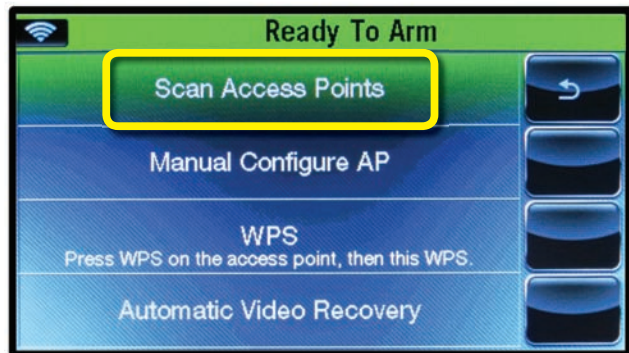 Ready To Arm
Scan Access Points
Manual Configure AP
WPS
Press WPS on the access point, then this WPS.
Automatic Video Recovery